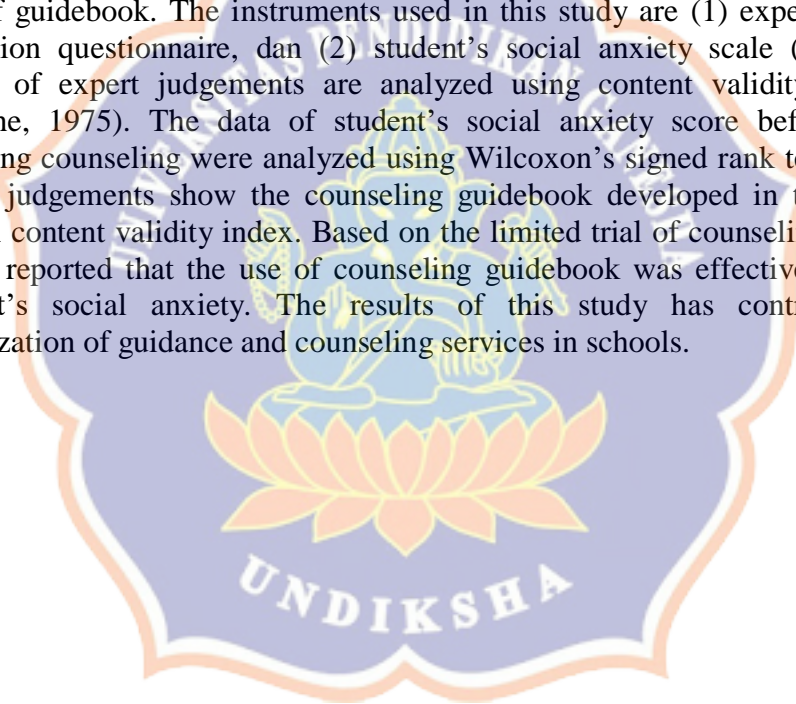 f guidebook. The instruments used in this study are (1) expe
ion questionnaire, dan (2) student's social anxiety scale (
of expert judgements are analyzed using content validity
ne, 1975). The data of student's social anxiety score bef
ng counseling were analyzed using Wilcoxon's signed rank t
judgements show the counseling guidebook developed in t
content validity index. Based on the limited trial of counseli
reported that the use of counseling guidebook was effective
t's social anxiety. The results of this study has cont
zation of guidance and counseling services in schools.
UNIVERSITAS PENDIDIKAN GANESHA
UNDIKSHA